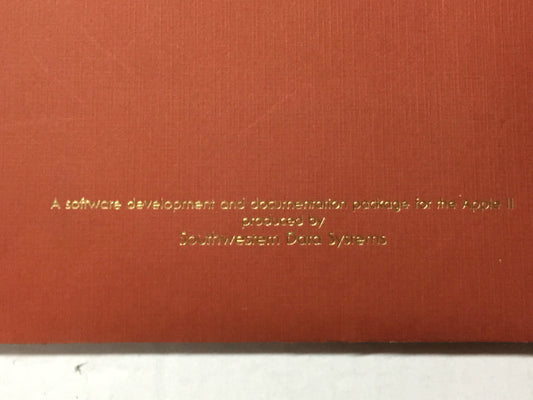 A software development and documentation package for the Apple II
produced by
Southwestern Data Systems